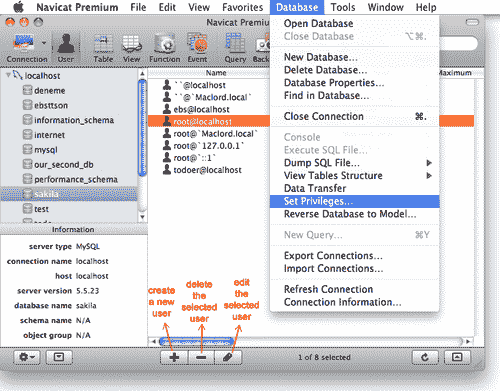 Navicat Premium File Edit View Favorites Database Tools Window Help
Navicat Premium
Connection User Table View Function Event Query
Open Database
Close Database ⌥⌘.
New Database...
Delete Database...
Database Properties...
Find in Database...
Close Connection ⌘.
Console
Execute SQL File...
Dump SQL File...
View Tables Structure
Data Transfer
Set Privileges...
Reverse Database to Model...
New Query... ⌘Y
Export Connections...
Import Connections...
Refresh Connection
Connection Information...
localhost
deneme
ebsttson
information_schema
internet
mysql
our_second_db
performance_schema
sakila
test
Name
Maximum
``@localhost
``@`Maclord.local`
ebs@localhost
root@localhost
root@`Maclord.local`
root@`127.0.0.1`
root@`::1`
todoer@localhost
Information
server type MySQL
connection name localhost
host localhost
server version 5.5.23
database name sakila
schema name N/A
object group N/A
create a new user
delete the selected user
edit the selected user
1 of 8 selected